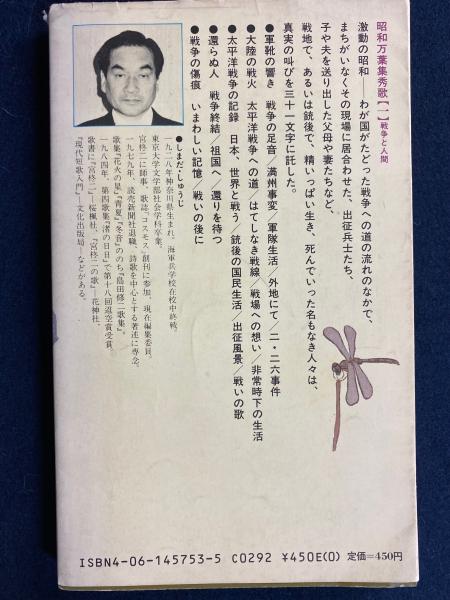 昭和万葉集秀歌【一】戦争と人間
激動の昭和――わが国がたどった戦争への道の流れのなかで、
まちがいなくその現場に居合わせた、出征兵士たち、
子や夫を送り出した父母や妻たちなど、
戦地で、あるいは銃後で、精いっぱい生き、死んでいった名もなき人々は、
真実の叫びを三十一文字に託した。
●軍靴の響き 戦争の足音/満州事変/軍隊生活/外地にて/二・二六事件
●大陸の戦火 太平洋戦争への道/はてしなき戦線/戦場への想い/非常時下の生活
●太平洋戦争の記録 日本 世界と戦う/銃後の国民生活/出征風景/戦いの歌
●還らぬ人 戦争終結 祖国へ/還りを待つ
●戦争の傷痕 いまわしい記憶/戦いの後に
●しまだ・しゅうじ
一九二八年神奈川県生まれ。海軍兵学校在校中終戦。
東京大学文学部社会学科卒業。
宮柊二に師事。歌誌「コスモス」創刊に参加、現在編集委員。
一九七九年、読売新聞社退職、詩歌を中心とする著述に専念。
歌集『花火の星』『青夏』『冬音』ののち『島田修二歌集』。
一九八四年、第四歌集『渚の日日』で第十八回迢空賞受賞。
歌書に『宮柊二』―桜楓社、『宮柊二の歌』―花神社、
『現代短歌入門』―文化出版局―などがある。
ISBN4-06-145753-5 C0292 ¥450E(0) 定価=450円